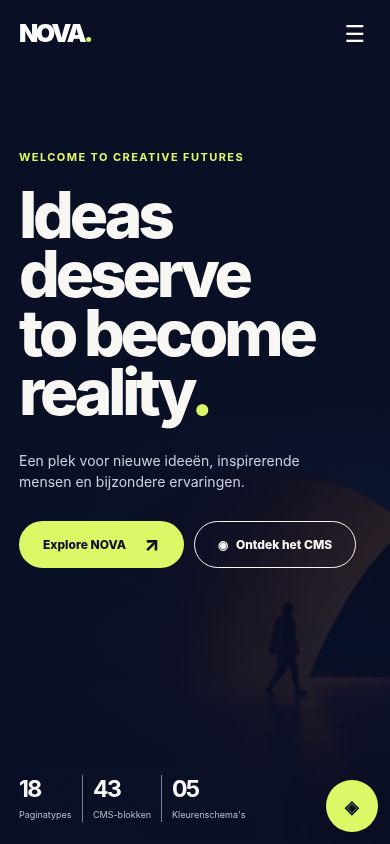 NOVA.
WELCOME TO CREATIVE FUTURES
Ideas
deserve
to become
reality.
Een plek voor nieuwe ideeën, inspirerende
mensen en bijzondere ervaringen.
Explore NOVA
Ontdek het CMS
18 43 05
Paginatypes CMS-blokken Kleurenschema's